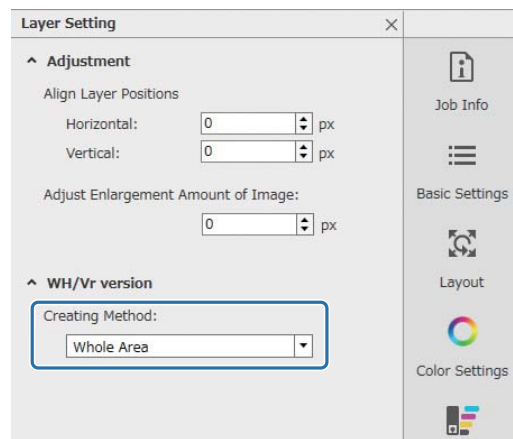 Layer Setting
Adjustment
Align Layer Positions
Horizontal: 0 px
Vertical: 0 px
Adjust Enlargement Amount of Image:
0 px
WH/Vr version
Creating Method:
Whole Area
Job Info
Basic Settings
Layout
Color Settings